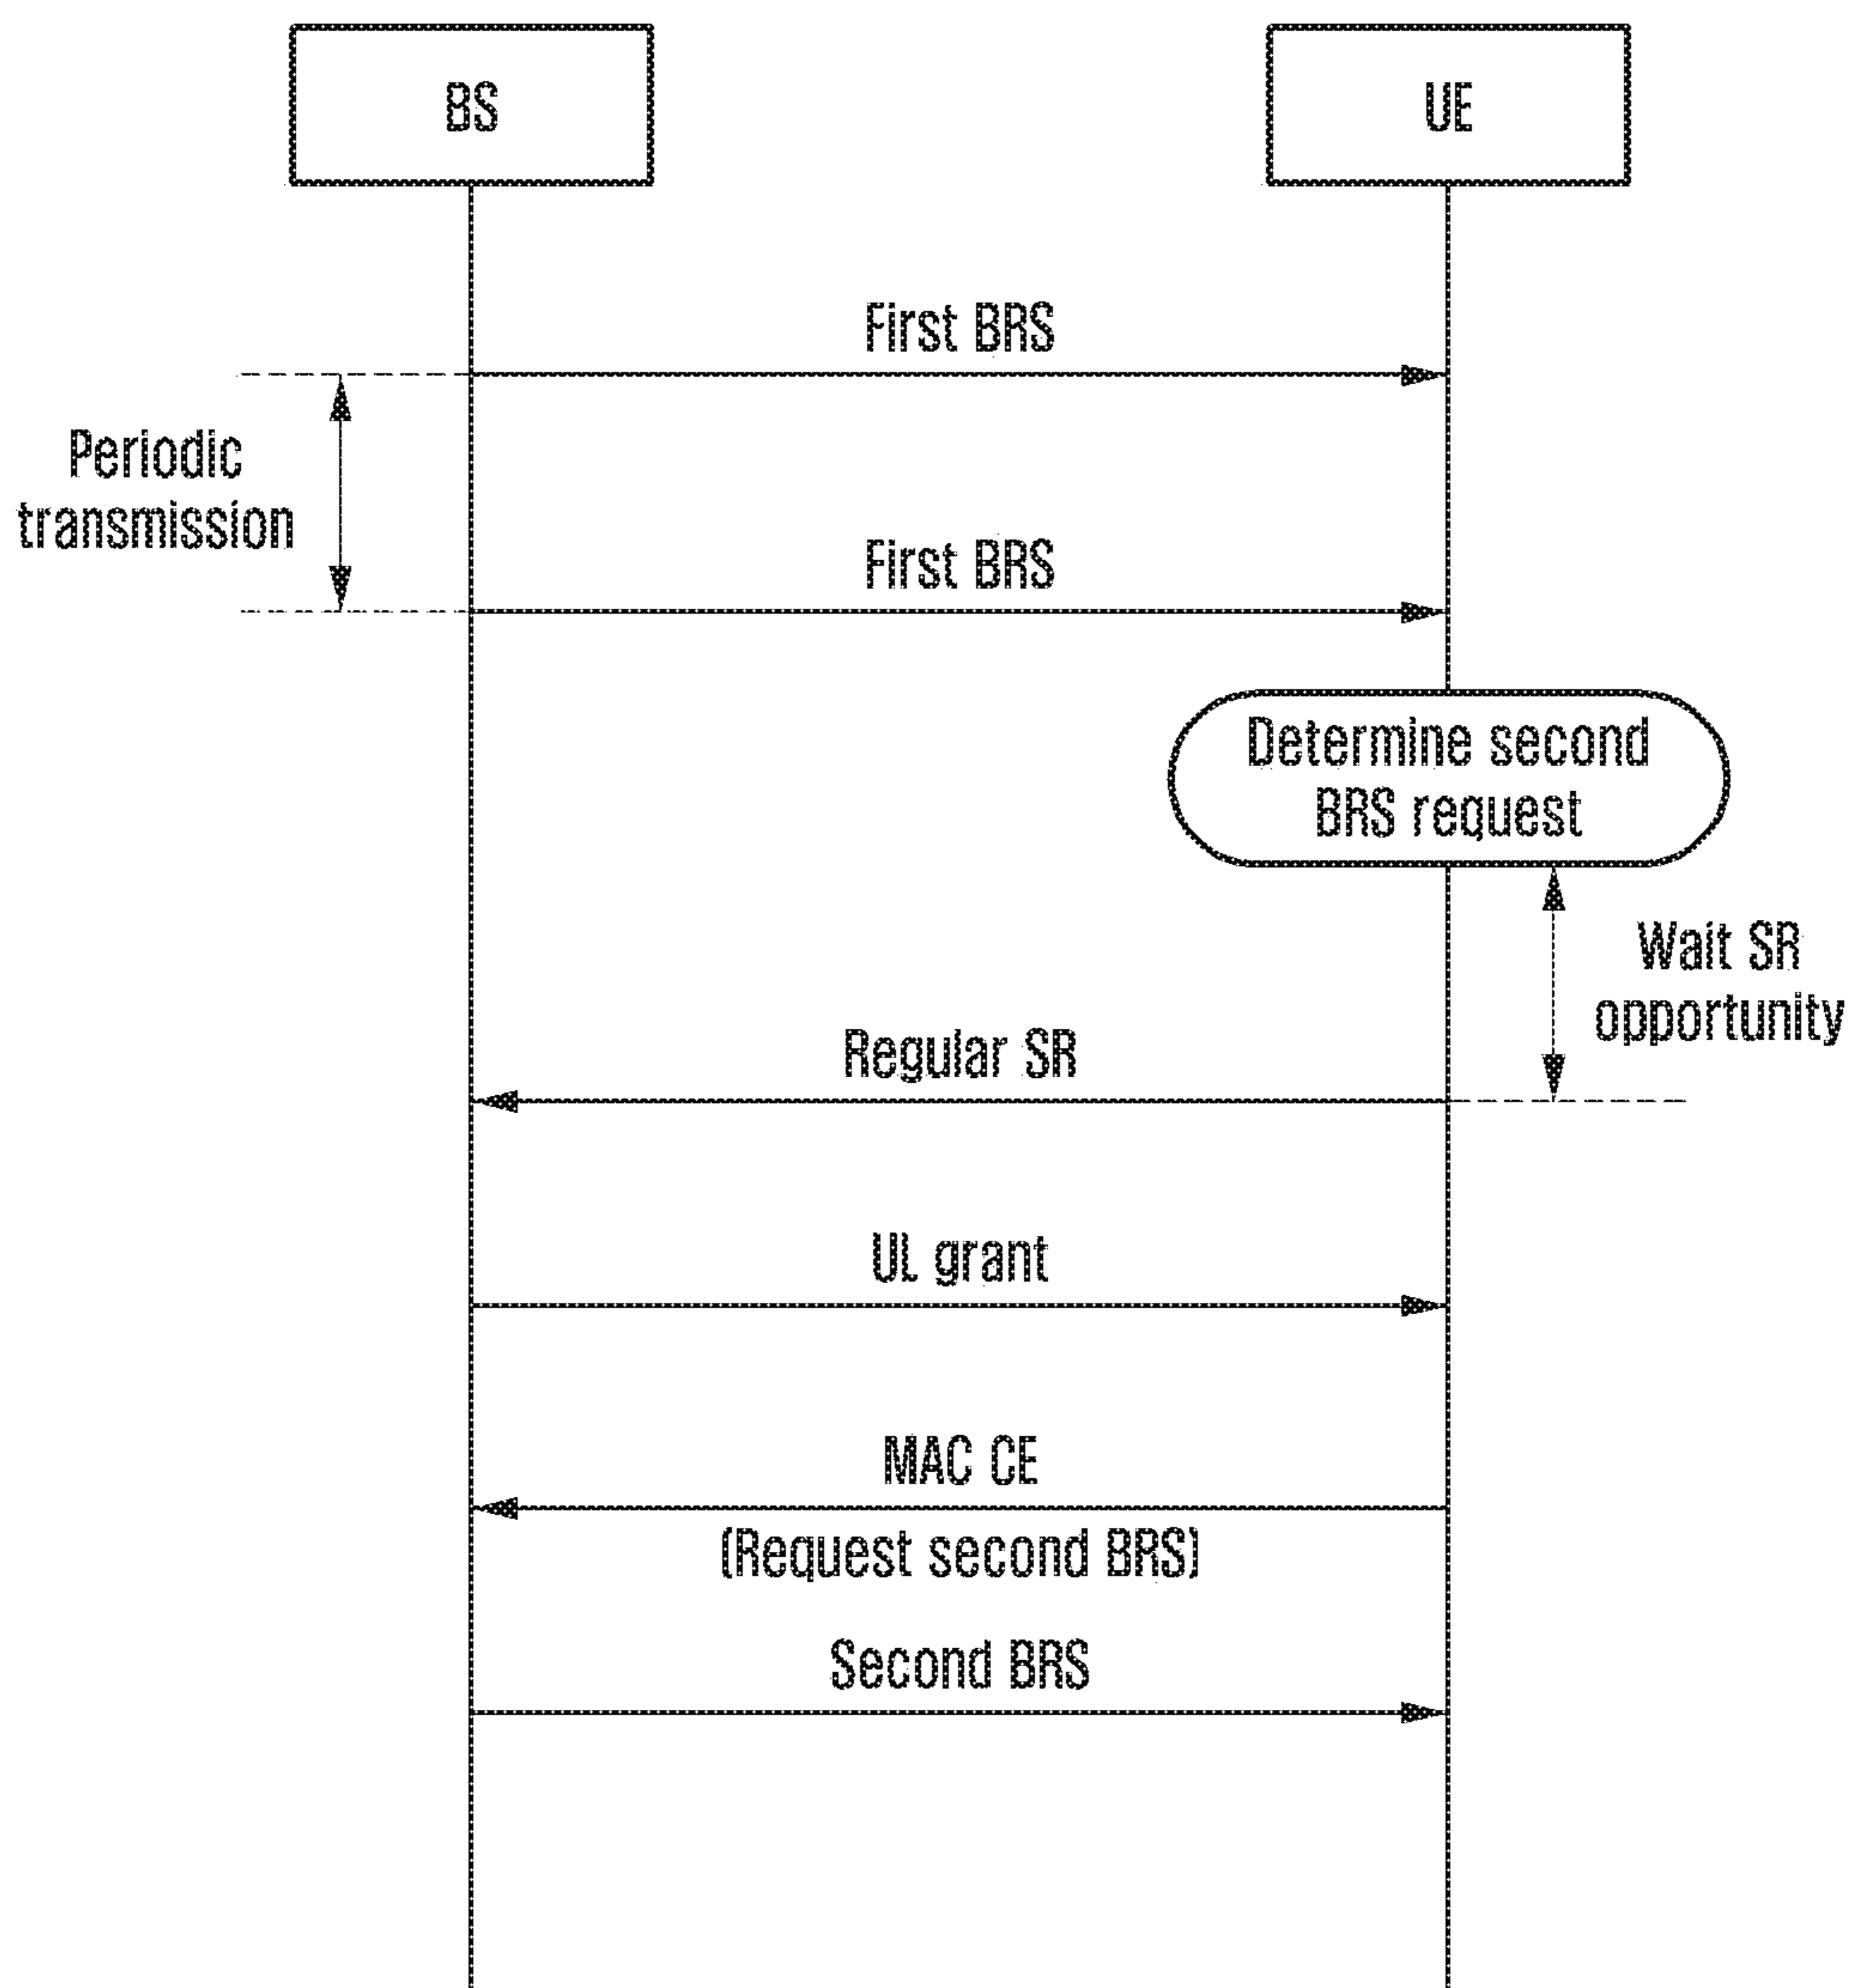 BS
UE
First BRS
Periodic
transmission
First BRS
Determine second
BRS request
Wait SR
opportunity
Regular SR
UL grant
MAC CE
(Request second BRS)
Second BRS